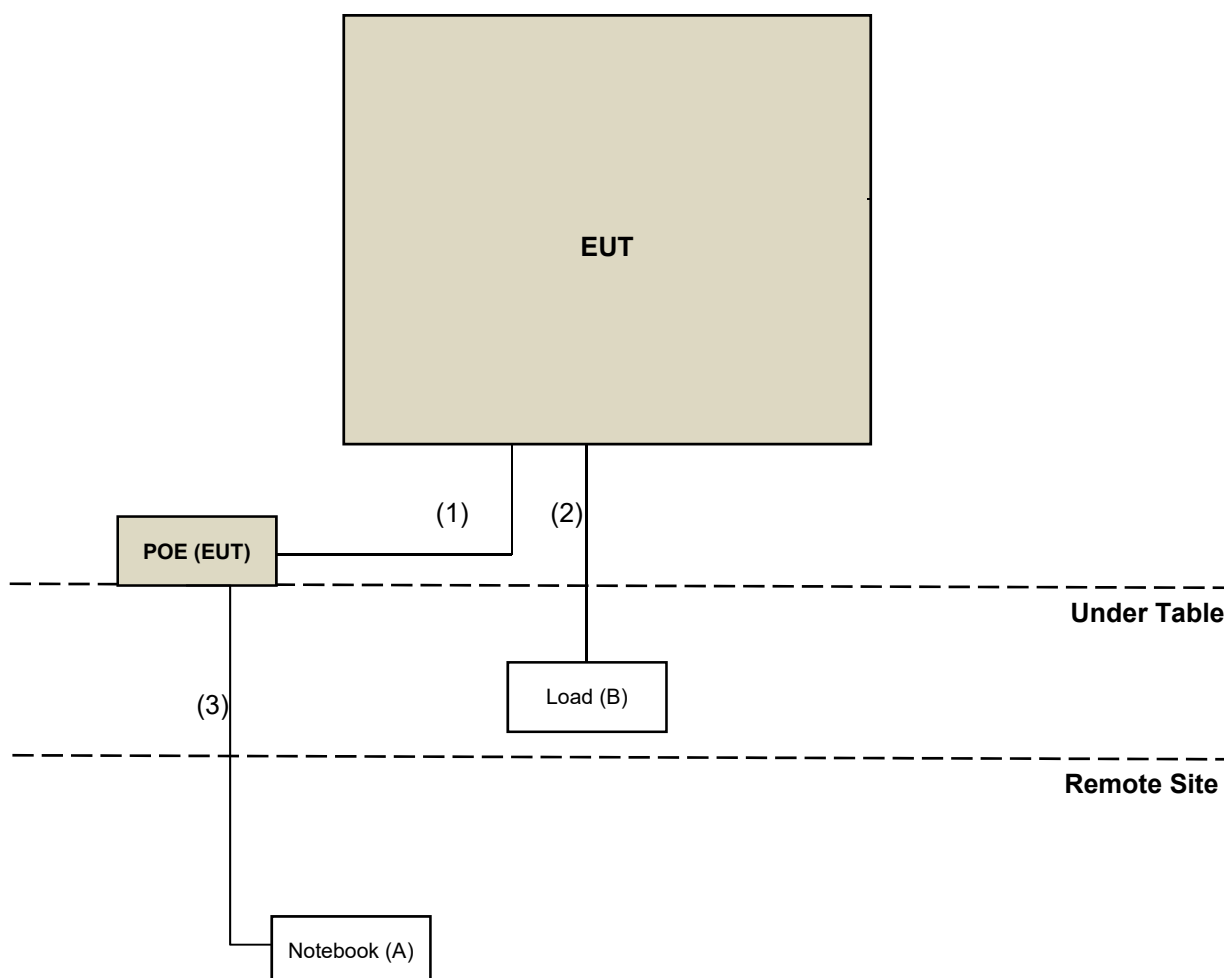 EUT
(1)
(2)
POE (EUT)
Under Table
Load (B)
(3)
Remote Site
Notebook (A)